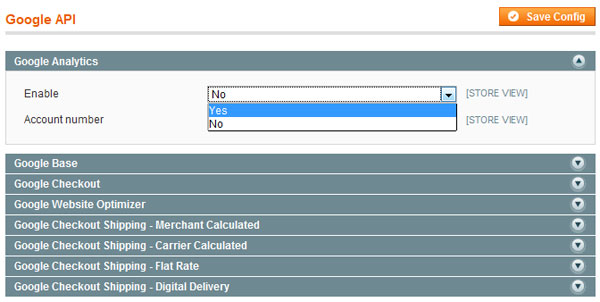 Google API
Save Config
Google Analytics
Enable
No
[STORE VIEW]
Yes
No
Account number
[STORE VIEW]
Google Base
Google Checkout
Google Website Optimizer
Google Checkout Shipping - Merchant Calculated
Google Checkout Shipping - Carrier Calculated
Google Checkout Shipping - Flat Rate
Google Checkout Shipping - Digital Delivery